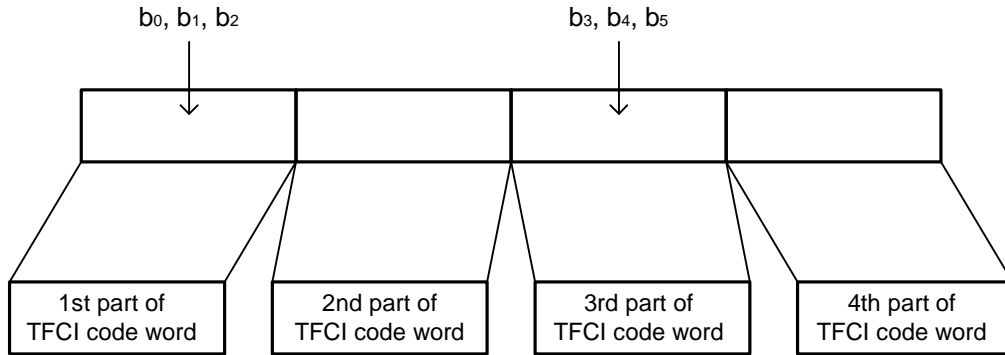 b0, b1, b2
b3, b4, b5
1st part of
TFCI code word
2nd part of
TFCI code word
3rd part of
TFCI code word
4th part of
TFCI code word